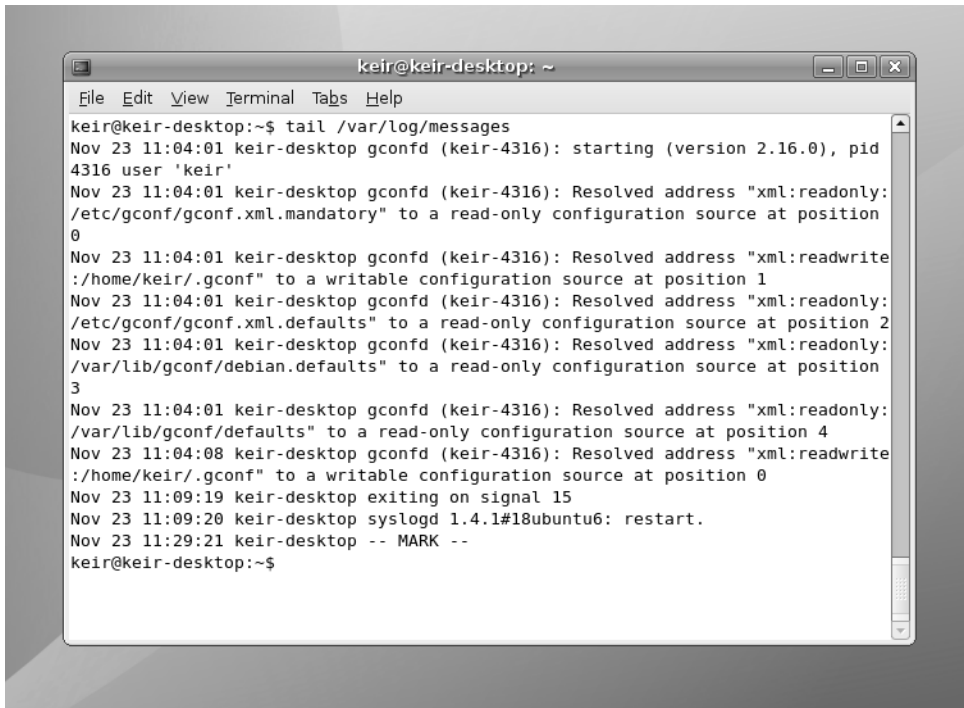 keir@keir-desktop: ~
File Edit View Terminal Tabs Help
keir@keir-desktop:~$ tail /var/log/messages
Nov 23 11:04:01 keir-desktop gconfd (keir-4316): starting (version 2.16.0), pid
4316 user 'keir'
Nov 23 11:04:01 keir-desktop gconfd (keir-4316): Resolved address "xml:readonly:
/etc/gconf/gconf.xml.mandatory" to a read-only configuration source at position
0
Nov 23 11:04:01 keir-desktop gconfd (keir-4316): Resolved address "xml:readwrite
:/home/keir/.gconf" to a writable configuration source at position 1
Nov 23 11:04:01 keir-desktop gconfd (keir-4316): Resolved address "xml:readonly:
/etc/gconf/gconf.xml.defaults" to a read-only configuration source at position 2
Nov 23 11:04:01 keir-desktop gconfd (keir-4316): Resolved address "xml:readonly:
/var/lib/gconf/debian.defaults" to a read-only configuration source at position
3
Nov 23 11:04:01 keir-desktop gconfd (keir-4316): Resolved address "xml:readonly:
/var/lib/gconf/defaults" to a read-only configuration source at position 4
Nov 23 11:04:08 keir-desktop gconfd (keir-4316): Resolved address "xml:readwrite
:/home/keir/.gconf" to a writable configuration source at position 0
Nov 23 11:09:19 keir-desktop exiting on signal 15
Nov 23 11:09:20 keir-desktop syslogd 1.4.1#18ubuntu6: restart.
Nov 23 11:29:21 keir-desktop -- MARK --
keir@keir-desktop:~$